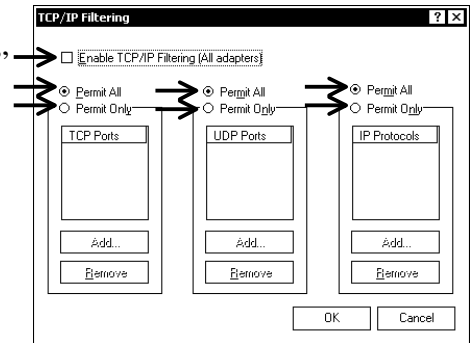 TCP/IP Filtering ? X
”
Enable TCP/IP Filtering (All adapters)
Permit All Permit All Permit All
Permit Only Permit Only Permit Only
TCP Ports UDP Ports IP Protocols
Add... Add... Add...
Remove Remove Remove
OK Cancel